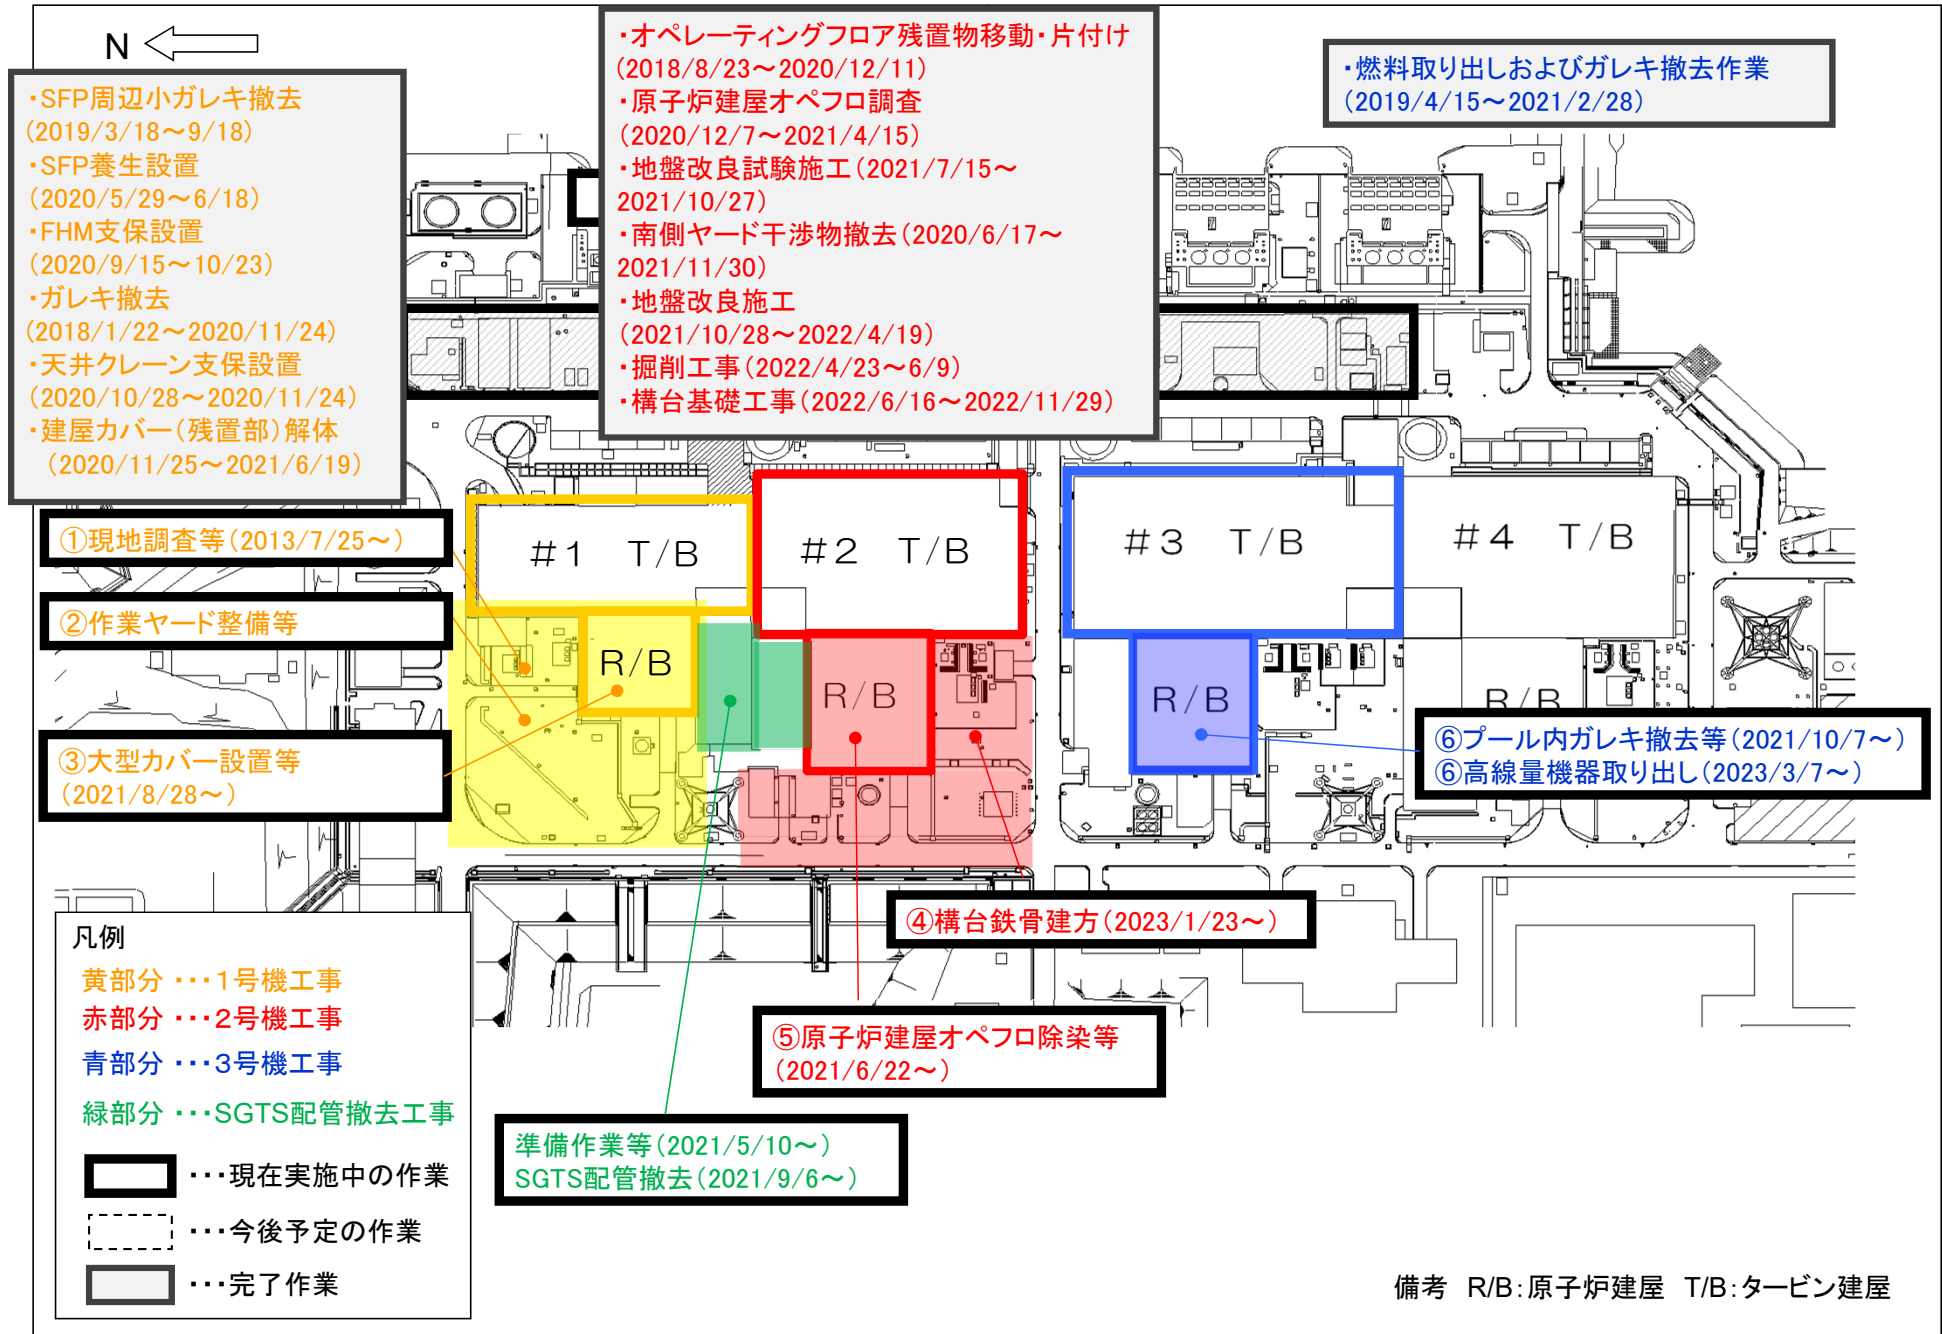 N
・SFP周辺小ガレキ撤去
(2019/3/18～9/18)
・SFP養生設置
(2020/5/29～6/18)
・FHM支保設置
(2020/9/15～10/23)
・ガレキ撤去
(2018/1/22～2020/11/24)
・天井クレーン支保設置
(2020/10/28～2020/11/24)
・建屋カバー(残置部)解体
(2020/11/25～2021/6/19)
・オペレーティングフロア残置物移動・片付け
(2018/8/23～2020/12/11)
・原子炉建屋オペフロ調査
(2020/12/7～2021/4/15)
・地盤改良試験施工(2021/7/15～
2021/10/27)
・南側ヤード干渉物撤去(2020/6/17～
2021/11/30)
・地盤改良施工
(2021/10/28～2022/4/19)
・掘削工事(2022/4/23～6/9)
・構台基礎工事(2022/6/16～2022/11/29)
・燃料取り出しおよびガレキ撤去作業
(2019/4/15～2021/2/28)
①現地調査等(2013/7/25～)
②作業ヤード整備等
③大型カバー設置等
(2021/8/28～)
＃1　T/B
＃2　T/B
＃3　T/B
＃4　T/B
R/B
R/B
R/B
R/B
⑥プール内ガレキ撤去等(2021/10/7～)
⑥高線量機器取り出し(2023/3/7～)
④構台鉄骨建方(2023/1/23～)
⑤原子炉建屋オペフロ除染等
(2021/6/22～)
準備作業等(2021/5/10～)
SGTS配管撤去(2021/9/6～)
凡例
黄部分 ・・・1号機工事
赤部分 ・・・2号機工事
青部分 ・・・3号機工事
緑部分 ・・・SGTS配管撤去工事
・・・現在実施中の作業
・・・今後予定の作業
・・・完了作業
備考　R/B：原子炉建屋　T/B：タービン建屋